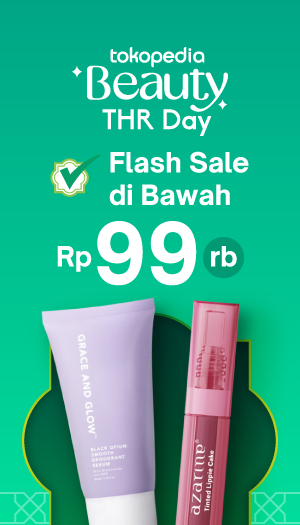 tokopedia
Beauty
THR Day
Flash Sale
di Bawah
Rp 99 rb
GRACE AND GLOW
BLACK OPIUM
SMOOTH
DEODORANT
SERUM
azarine
Tinted Lippie Cake